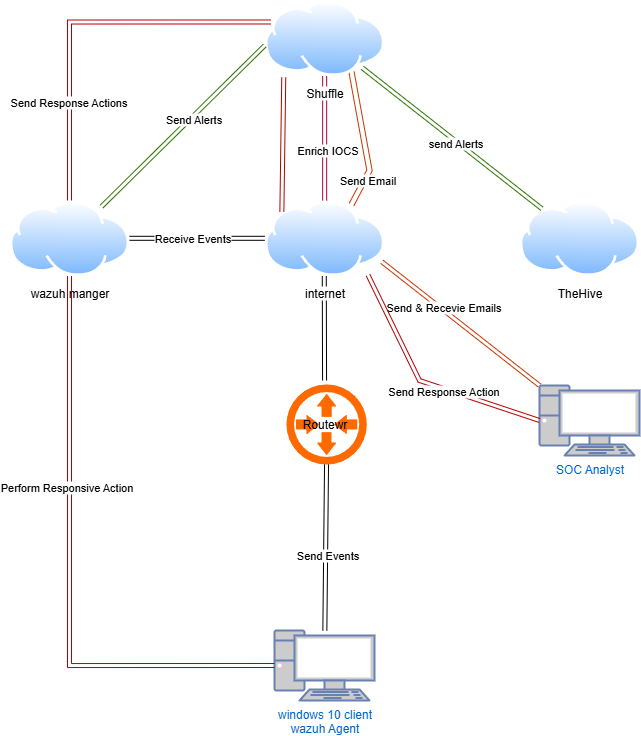 Shuffle
Send Response Actions
Send Alerts
Enrich IOCS
send Alerts
Send Email
Receive Events
wazuh manger
internet
TheHive
Send & Recevie Emails
Send Response Action
Routewr
SOC Analyst
Perform Responsive Action
Send Events
windows 10 client
wazuh Agent